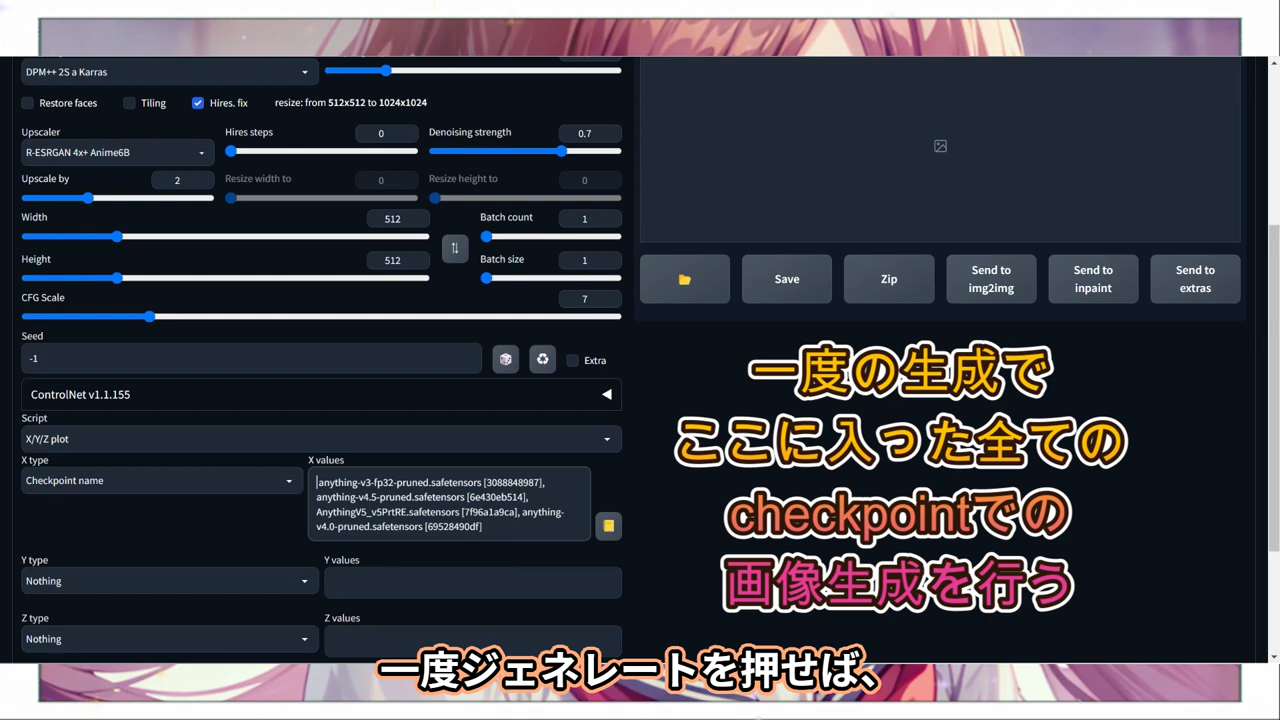 DPM++ 2S a Karras
Restore faces
Tiling
Hires. fix
resize: from 512x512 to 1024x1024
Upscaler
Hires steps
0
Denoising strength
0.7
R-ESRGAN 4x+ Anime6B
Upscale by
2
Resize width to
0
Resize height to
0
Width
512
Batch count
1
Height
512
Batch size
1
CFG Scale
7
Seed
-1
Extra
ControlNet v1.1.155
Script
X/Y/Z plot
X type
X values
Checkpoint name
anything-v3-fp32-pruned.safetensors [3088848987],
anything-v4.5-pruned.safetensors [6e430eb514],
AnythingV5_v5PrtRE.safetensors [7f96a1a9ca], anything-
v4.0-pruned.safetensors [69528490df]
Y type
Y values
Nothing
Z type
Z values
Nothing
Save
Zip
Send to
img2img
Send to
inpaint
Send to
extras
一度の生成で
ここに入った全ての
checkpointでの
画像生成を行う
一度ジェネレートを押せば、